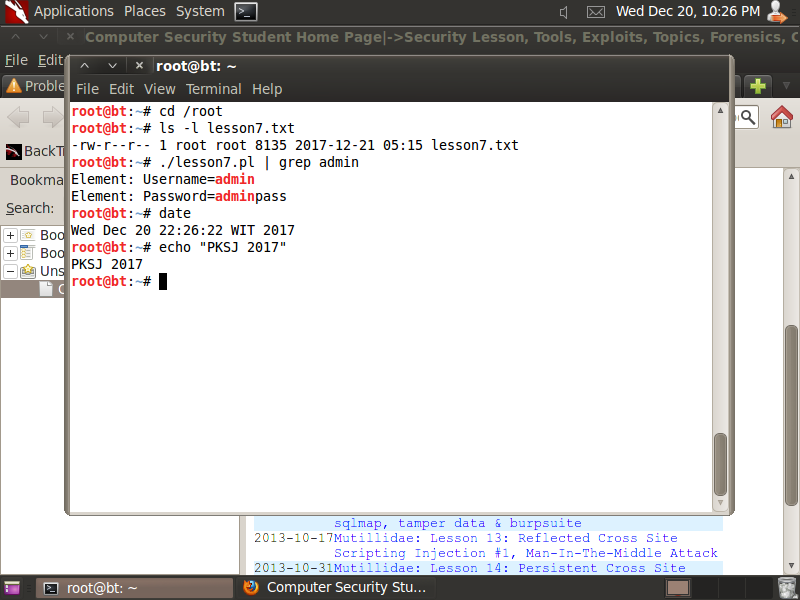 Applications Places System Wed Dec 20, 10:26 PM
Computer Security Student Home Page|->Security Lesson, Tools, Exploits, Topics, Forensics, C
File Edit
root@bt: ~
File Edit View Terminal Help
Proble
BackT
Bookma
Search:
Boo
Boo
Uns
root@bt:~# cd /root
root@bt:~# ls -l lesson7.txt
-rw-r--r-- 1 root root 8135 2017-12-21 05:15 lesson7.txt
root@bt:~# ./lesson7.pl | grep admin
Element: Username=admin
Element: Password=adminpass
root@bt:~# date
Wed Dec 20 22:26:22 WIT 2017
root@bt:~# echo "PKSJ 2017"
PKSJ 2017
root@bt:~#
sqlmap, tamper data & burpsuite
2013-10-17Mutillidae: Lesson 13: Reflected Cross Site
Scripting Injection #1, Man-In-The-Middle Attack
2013-10-31Mutillidae: Lesson 14: Persistent Cross Site
root@bt: ~ Computer Security Stu...